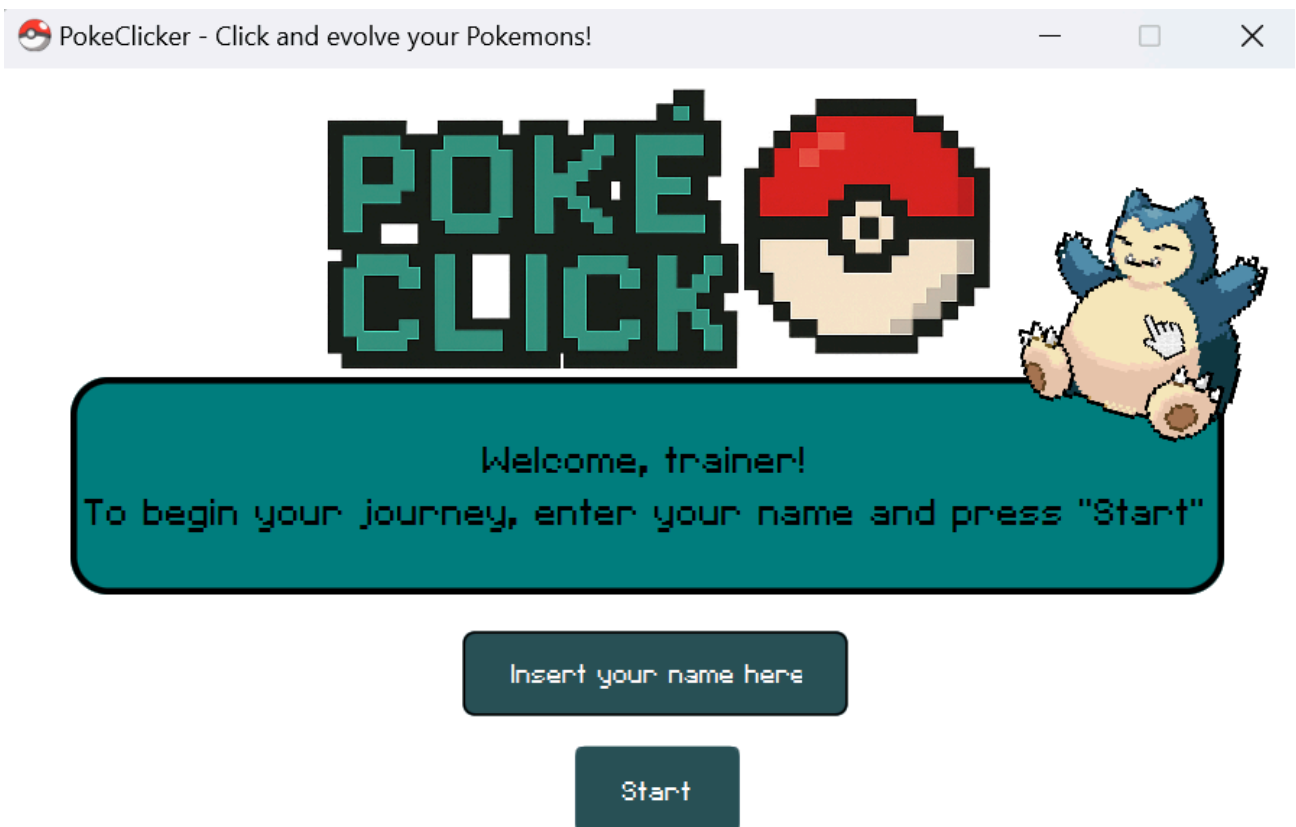 PokeClicker - Click and evolve your Pokemons!
POKÉ
CLICK
Welcome, trainer!
To begin your journey, enter your name and press "Start"
Insert your name here
Start